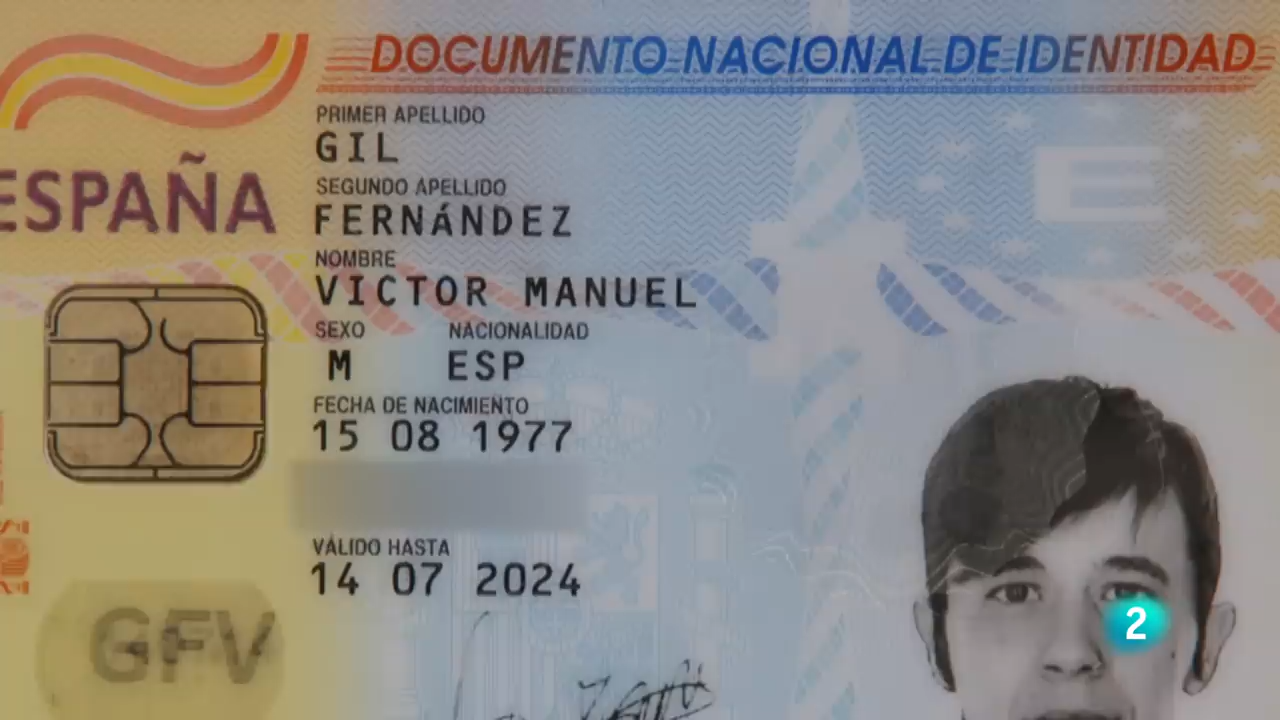 DOCUMENTO NACIONAL DE IDENTIDAD
ESPAÑA
PRIMER APELLIDO
GIL
SEGUNDO APELLIDO
FERNÁNDEZ
NOMBRE
VICTOR MANUEL
SEXO NACIONALIDAD
M ESP
FECHA DE NACIMIENTO
15 08 1977
VÁLIDO HASTA
14 07 2024
GFV
E
2